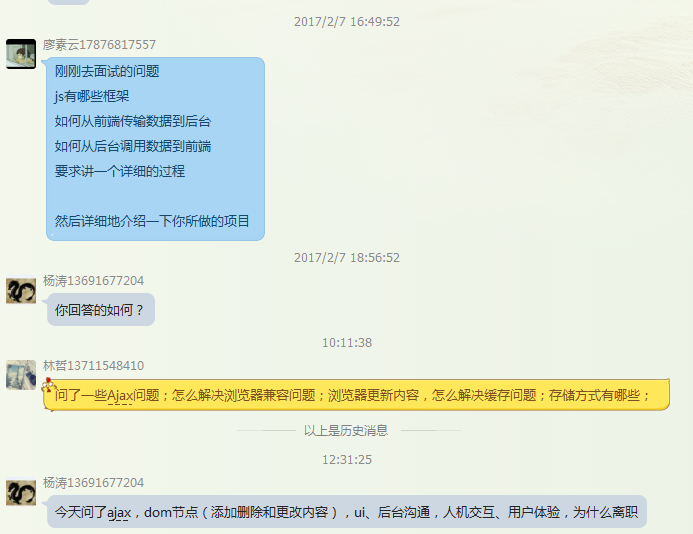 2017/2/7 16:49:52
廖素云17876817557
刚刚去面试的问题
js有哪些框架
如何从前端传输数据到后台
如何从后台调用数据到前端
要求讲一个详细的过程
然后详细地介绍一下你所做的项目
2017/2/7 18:56:52
杨涛13691677204
你回答的如何？
10:11:38
林哲13711548410
问了一些Ajax问题；怎么解决浏览器兼容问题；浏览器更新内容，怎么解决缓存问题；存储方式有哪些；
以上是历史消息
12:31:25
杨涛13691677204
今天问了ajax，dom节点（添加删除和更改内容），ui、后台沟通，人机交互、用户体验，为什么离职